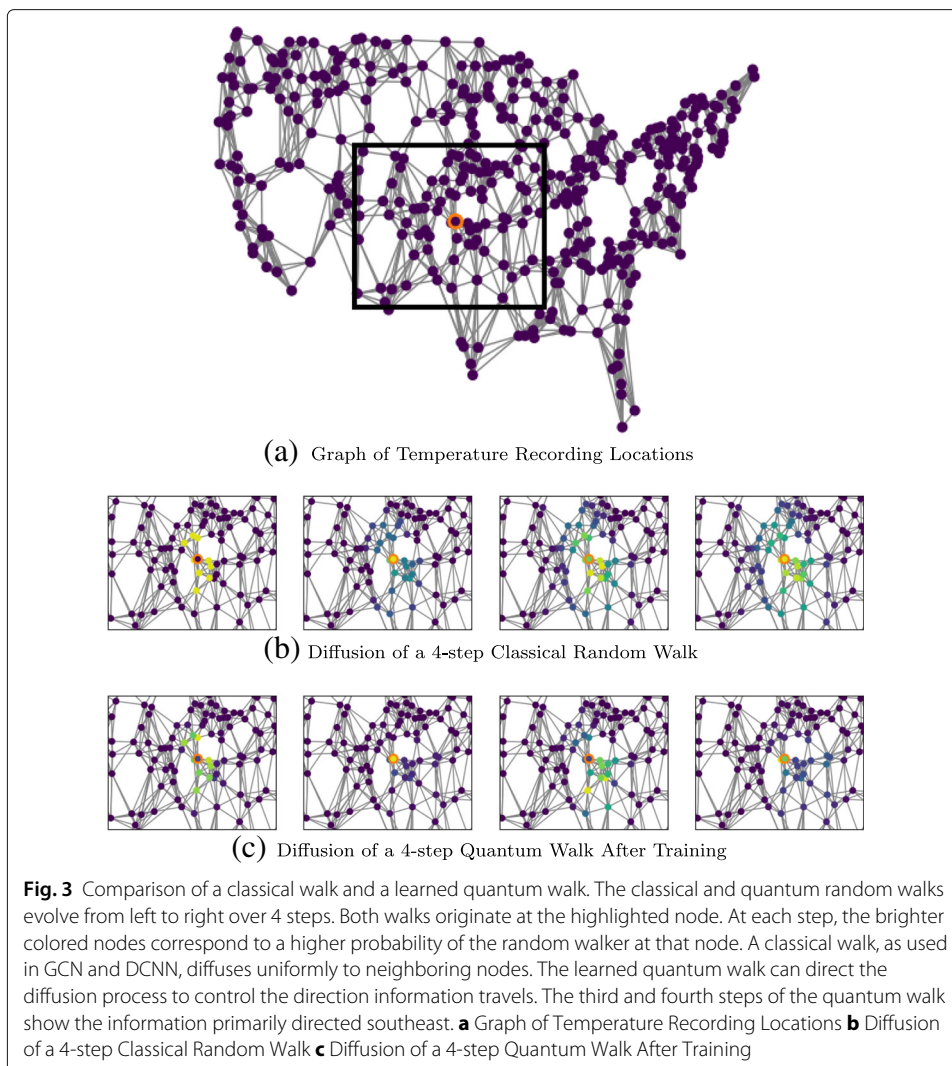 (a) Graph of Temperature Recording Locations
(b) Diffusion of a 4-step Classical Random Walk
(c) Diffusion of a 4-step Quantum Walk After Training
Fig. 3 Comparison of a classical walk and a learned quantum walk. The classical and quantum random walks
evolve from left to right over 4 steps. Both walks originate at the highlighted node. At each step, the brighter
colored nodes correspond to a higher probability of the random walker at that node. A classical walk, as used
in GCN and DCNN, diffuses uniformly to neighboring nodes. The learned quantum walk can direct the
diffusion process to control the direction information travels. The third and fourth steps of the quantum walk
show the information primarily directed southeast. a Graph of Temperature Recording Locations b Diffusion
of a 4-step Classical Random Walk c Diffusion of a 4-step Quantum Walk After Training